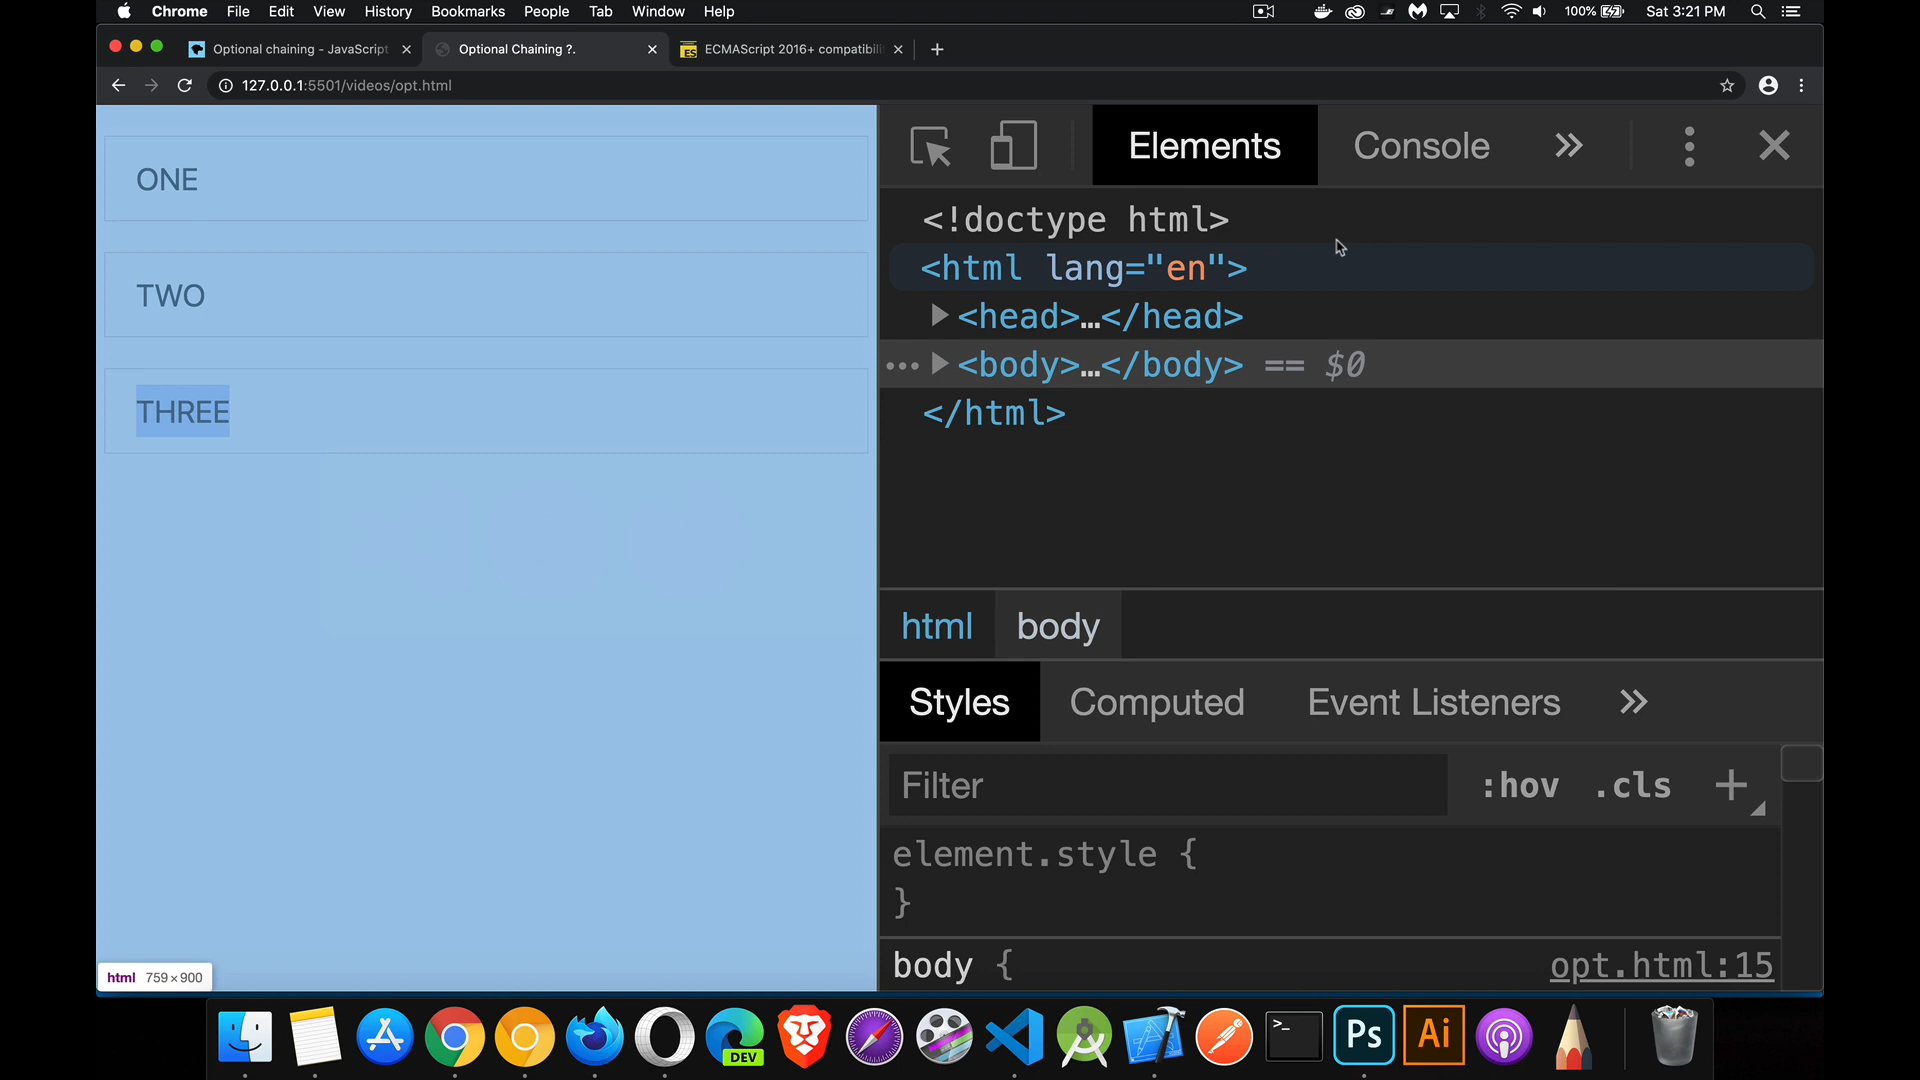 Chrome File Edit View History Bookmarks People Tab Window Help 100% Sat 3:21 PM
Optional chaining - JavaScript Optional Chaining ?. ECMAScript 2016+ compatibili
127.0.0.1:5501/videos/opt.html
ONE
TWO
THREE
html 759×900
Elements Console
<!doctype html>
<html lang="en">
<head>…</head>
<body>…</body> == $0
</html>
html body
Styles Computed Event Listeners
Filter :hov .cls
element.style {
}
body { opt.html:15
ES
DEV
>_
Ps Ai